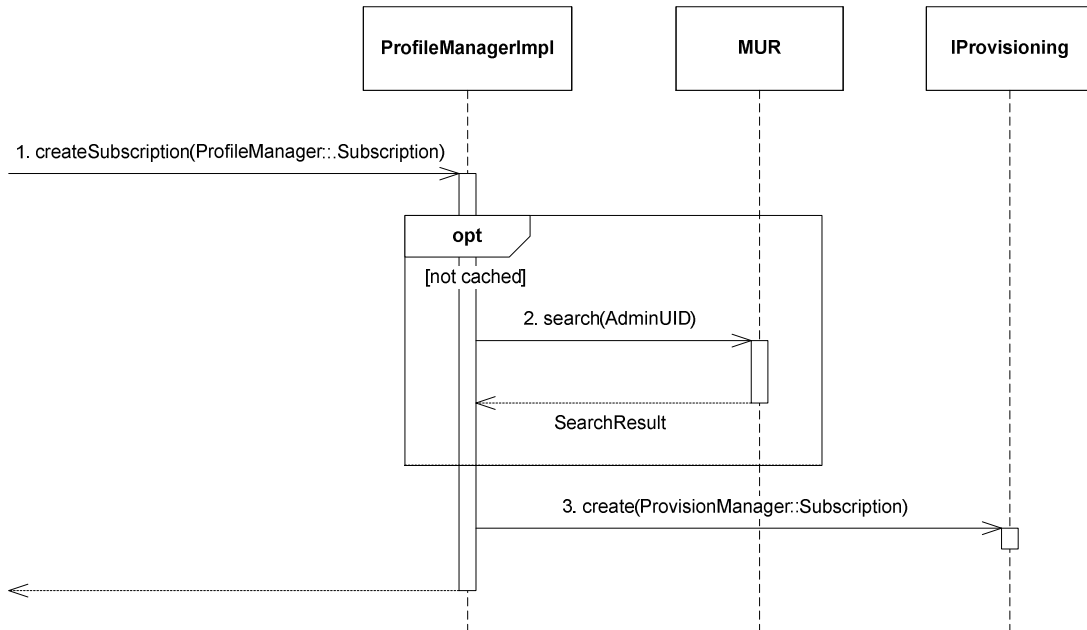 ProfileManagerImpl
MUR
IProvisioning
1. createSubscription(ProfileManager::.Subscription)
opt
[not cached]
2. search(AdminUID)
SearchResult
3. create(ProvisionManager::Subscription)